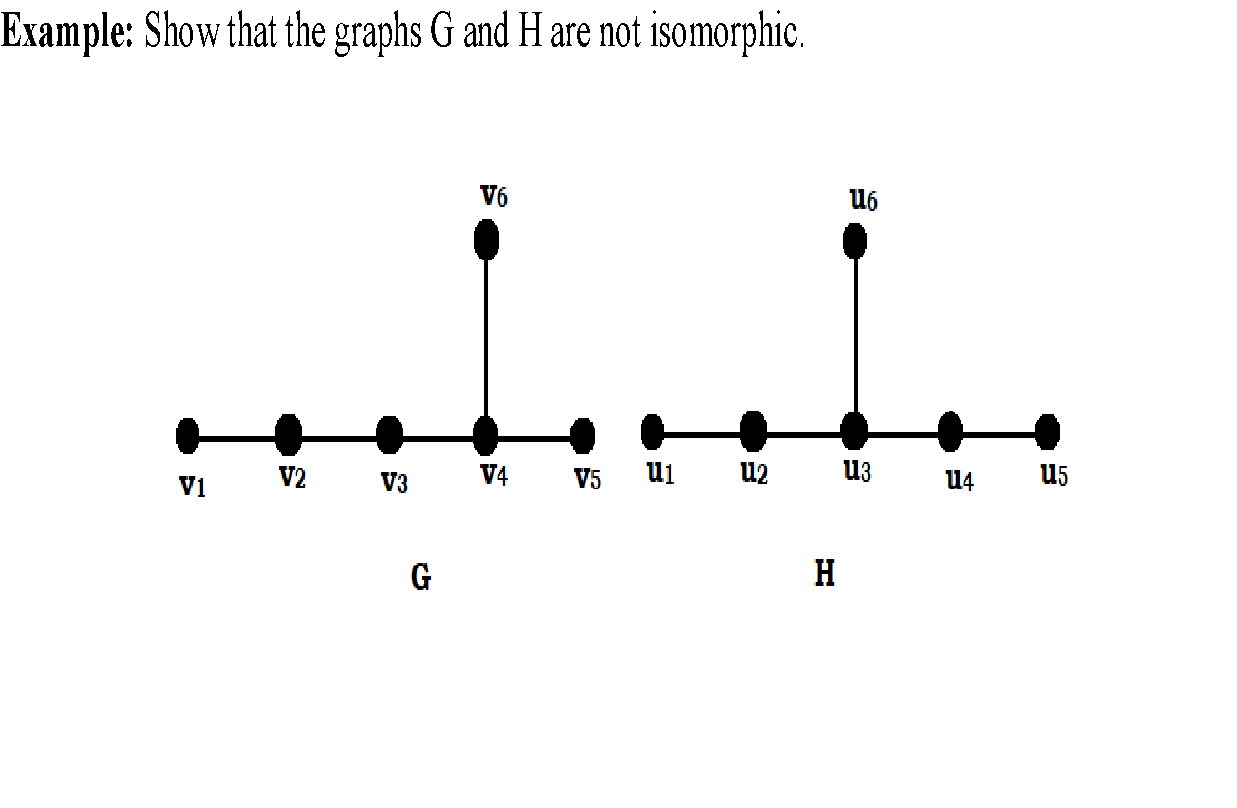 Example: Show that the graphs G and H are not isomorphic.
v6
u6
v1
v2
v3
v4
v5
u1
u2
u3
u4
u5
G
H